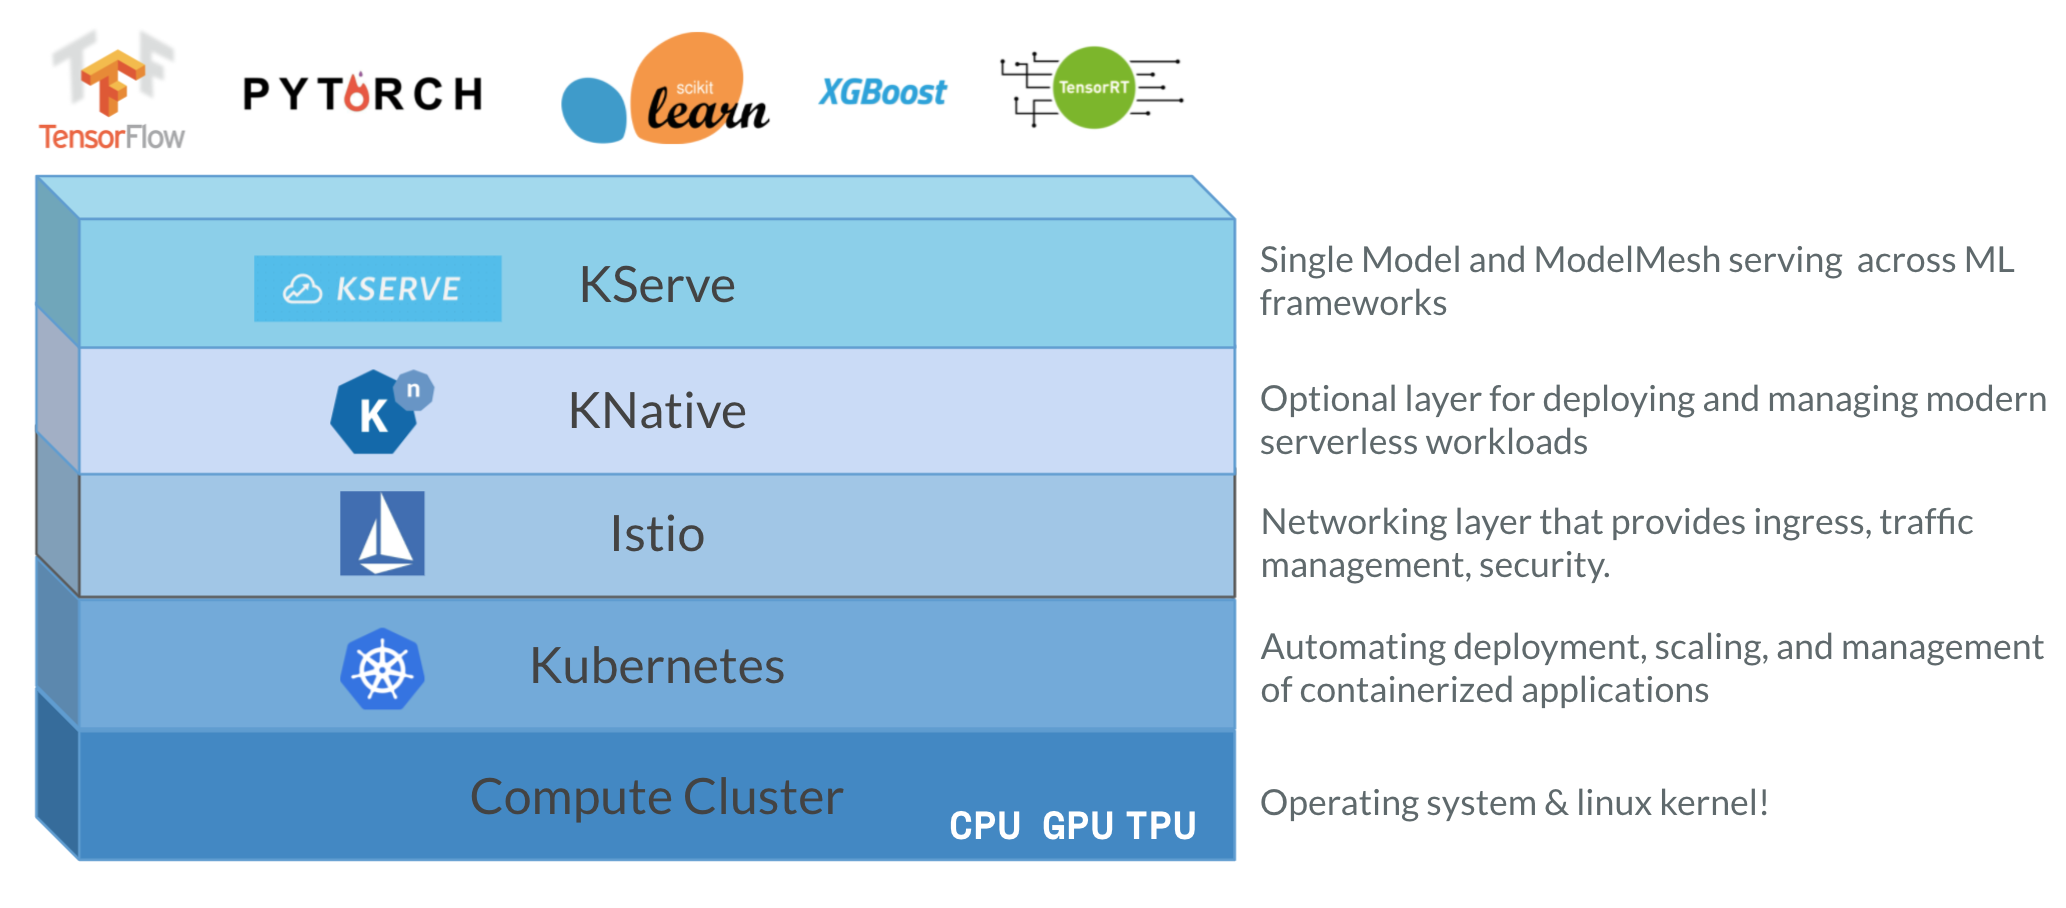 TensorFlow
PYTORCH
scikit
learn
XGBoost
TensorRT
KSERVE
KServe
Single Model and ModelMesh serving across ML
frameworks
K n
KNative
Optional layer for deploying and managing modern
serverless workloads
Istio
Networking layer that provides ingress, traffic
management, security.
Kubernetes
Automating deployment, scaling, and management
of containerized applications
Compute Cluster
CPU GPU TPU
Operating system & linux kernel!